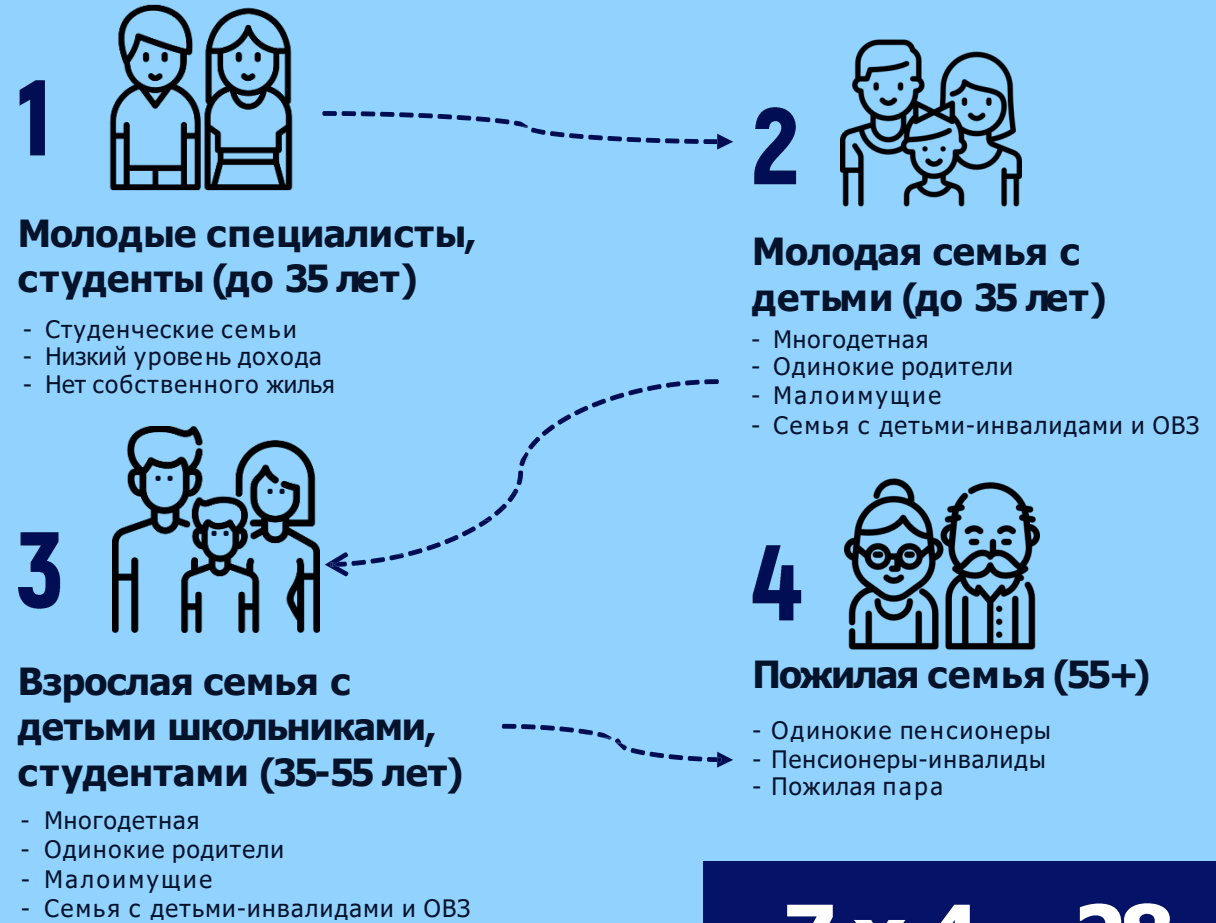 1
Молодые специалисты,
студенты (до 35 лет)
- Студенческие семьи
- Низкий уровень дохода
- Нет собственного жилья
2
Молодая семья с
детьми (до 35 лет)
- Многодетная
- Одинокие родители
- Малоимущие
- Семья с детьми-инвалидами и ОВЗ
3
Взрослая семья с
детьми школьниками,
студентами (35-55 лет)
- Многодетная
- Одинокие родители
- Малоимущие
- Семья с детьми-инвалидами и ОВЗ
4
Пожилая семья (55+)
- Одинокие пенсионеры
- Пенсионеры-инвалиды
- Пожилая пара